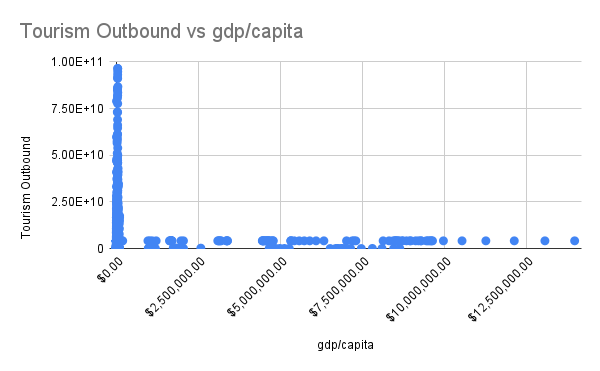 Tourism Outbound vs gdp/capita
Tourism Outbound
1.00E+11
7.50E+10
5.00E+10
2.50E+10
0
$0.00
$2,500,000.00
$5,000,000.00
$7,500,000.00
$10,000,000.00
$12,500,000.00
gdp/capita